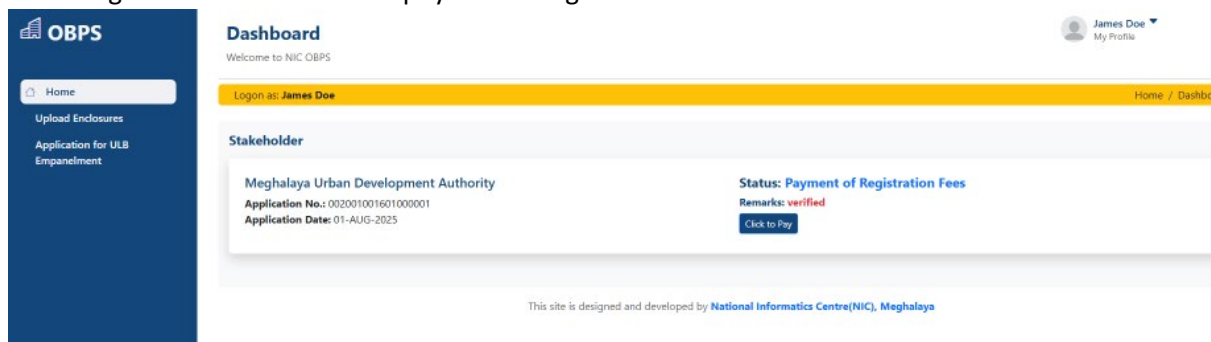 OBPS
Dashboard
Welcome to NIC OBPS
James Doe
My Profile
Home
Upload Enclosures
Application for ULB
Empanelment
Logon as: James Doe
Home / Dashbo
Stakeholder
Meghalaya Urban Development Authority
Application No.: 002001001601000001
Application Date: 01-AUG-2025
Status: Payment of Registration Fees
Remarks: verified
Click to Pay
This site is designed and developed by National Informatics Centre(NIC), Meghalaya